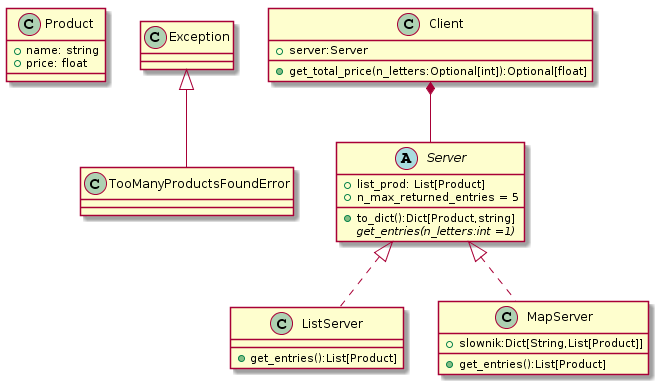 C Product
name: string
price: float
C Exception
C Client
server:Server
get_total_price(n_letters:Optional[int]):Optional[float]
C TooManyProductsFoundError
A Server
list_prod: List[Product]
n_max_returned_entries = 5
to_dict():Dict[Product,string]
get_entries(n_letters:int =1)
C ListServer
get_entries():List[Product]
C MapServer
slownik:Dict[String,List[Product]]
get_entries():List[Product]